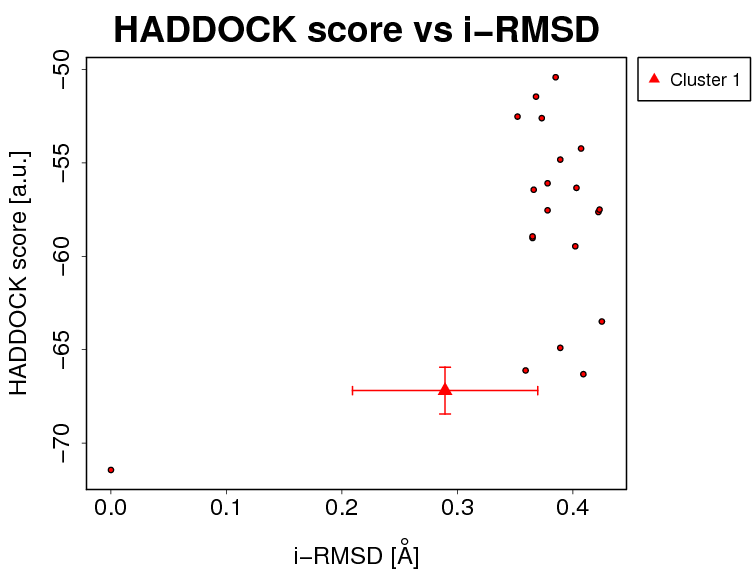 HADDOCK score vs i−RMSD
Cluster 1
HADDOCK score [a.u.]
−50
−55
−60
−65
−70
0.0 0.1 0.2 0.3 0.4
i−RMSD [Å]